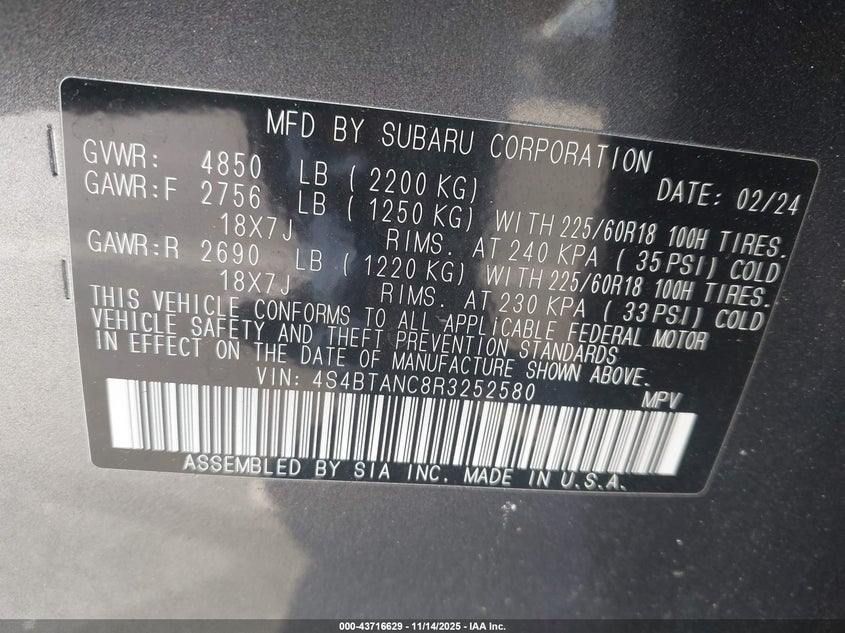 MFD BY SUBARU CORPORATION
GVWR: 4850 LB ( 2200 KG) DATE: 02/24
GAWR:F 2756 LB ( 1250 KG) WITH 225/60R18 100H TIRES.
18X7J RIMS. AT 240 KPA ( 35 PSI) COLD
GAWR:R 2690 LB ( 1220 KG) WITH 225/60R18 100H TIRES.
18X7J RIMS. AT 230 KPA ( 33 PSI) COLD
THIS VEHICLE CONFORMS TO ALL APPLICABLE FEDERAL MOTOR
VEHICLE SAFETY AND THEFT PREVENTION STANDARDS
IN EFFECT ON THE DATE OF MANUFACTURE SHOWN ABOVE.
VIN: 4S4BTANC8R3252580 MPV
ASSEMBLED BY SIA INC. MADE IN U.S.A.
000-43716629 - 11/14/2025 - IAA Inc.